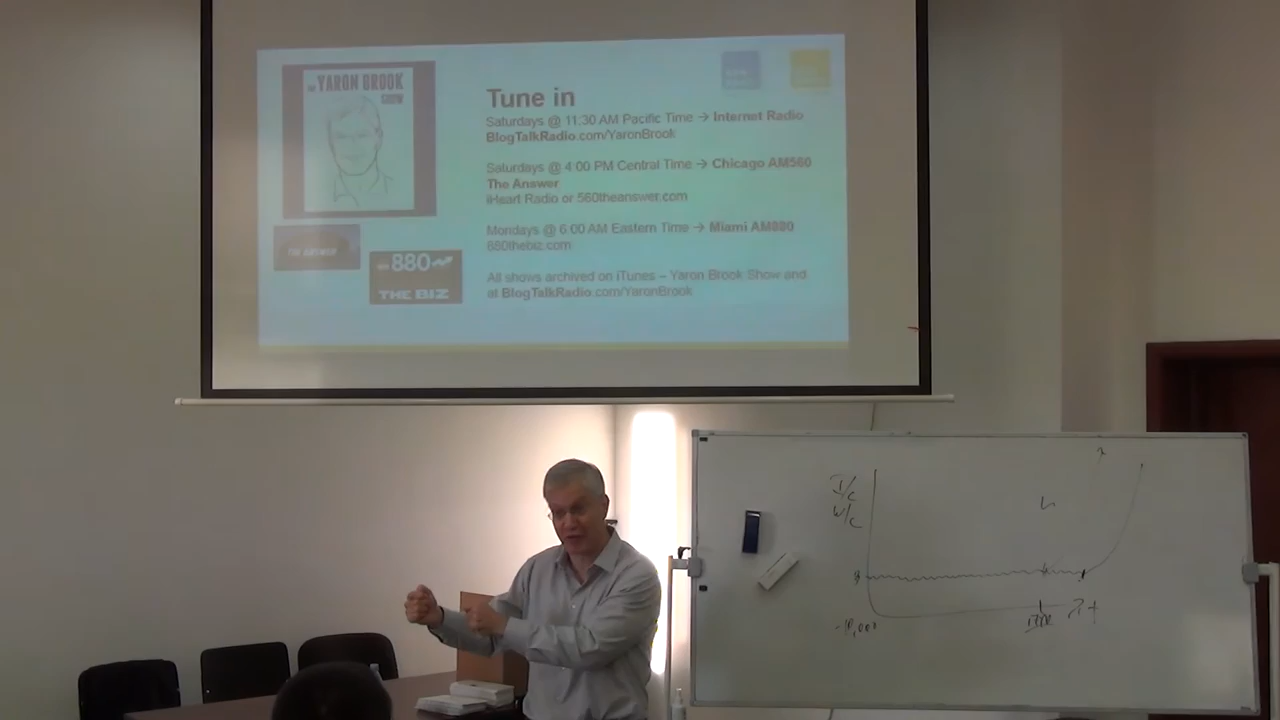 THE YARON BROOK
SHOW
Tune in
Saturdays @ 11:30 AM Pacific Time → Internet Radio
BlogTalkRadio.com/YaronBrook
Saturdays @ 4:00 PM Central Time → Chicago AM560
The Answer
iHeart Radio or 560theanswer.com
Mondays @ 6:00 AM Eastern Time → Miami AM880
880thebiz.com
All shows archived on iTunes – Yaron Brook Show and
at BlogTalkRadio.com/YaronBrook
THE ANSWER
880
THE BIZ
I/C
W/C
-10,000